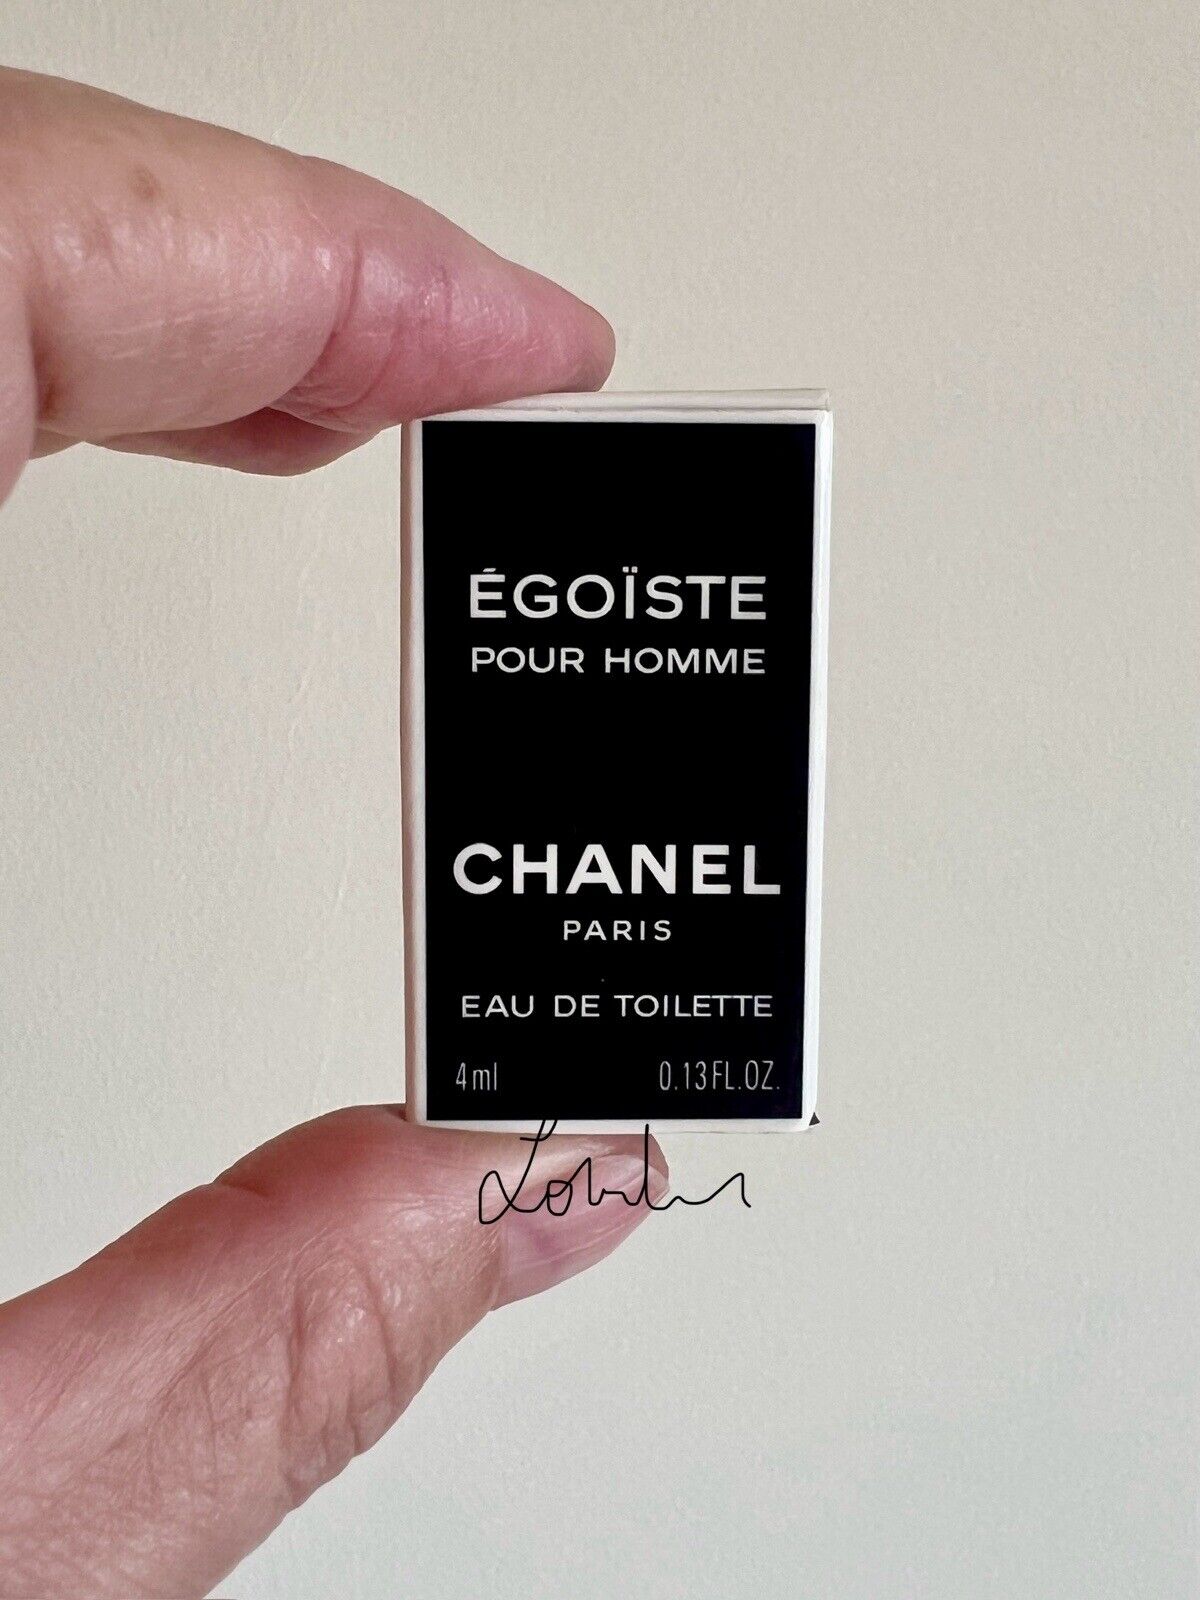 ÉGOÏSTE
POUR HOMME
CHANEL
PARIS
EAU DE TOILETTE
4ml 0.13FL.OZ.